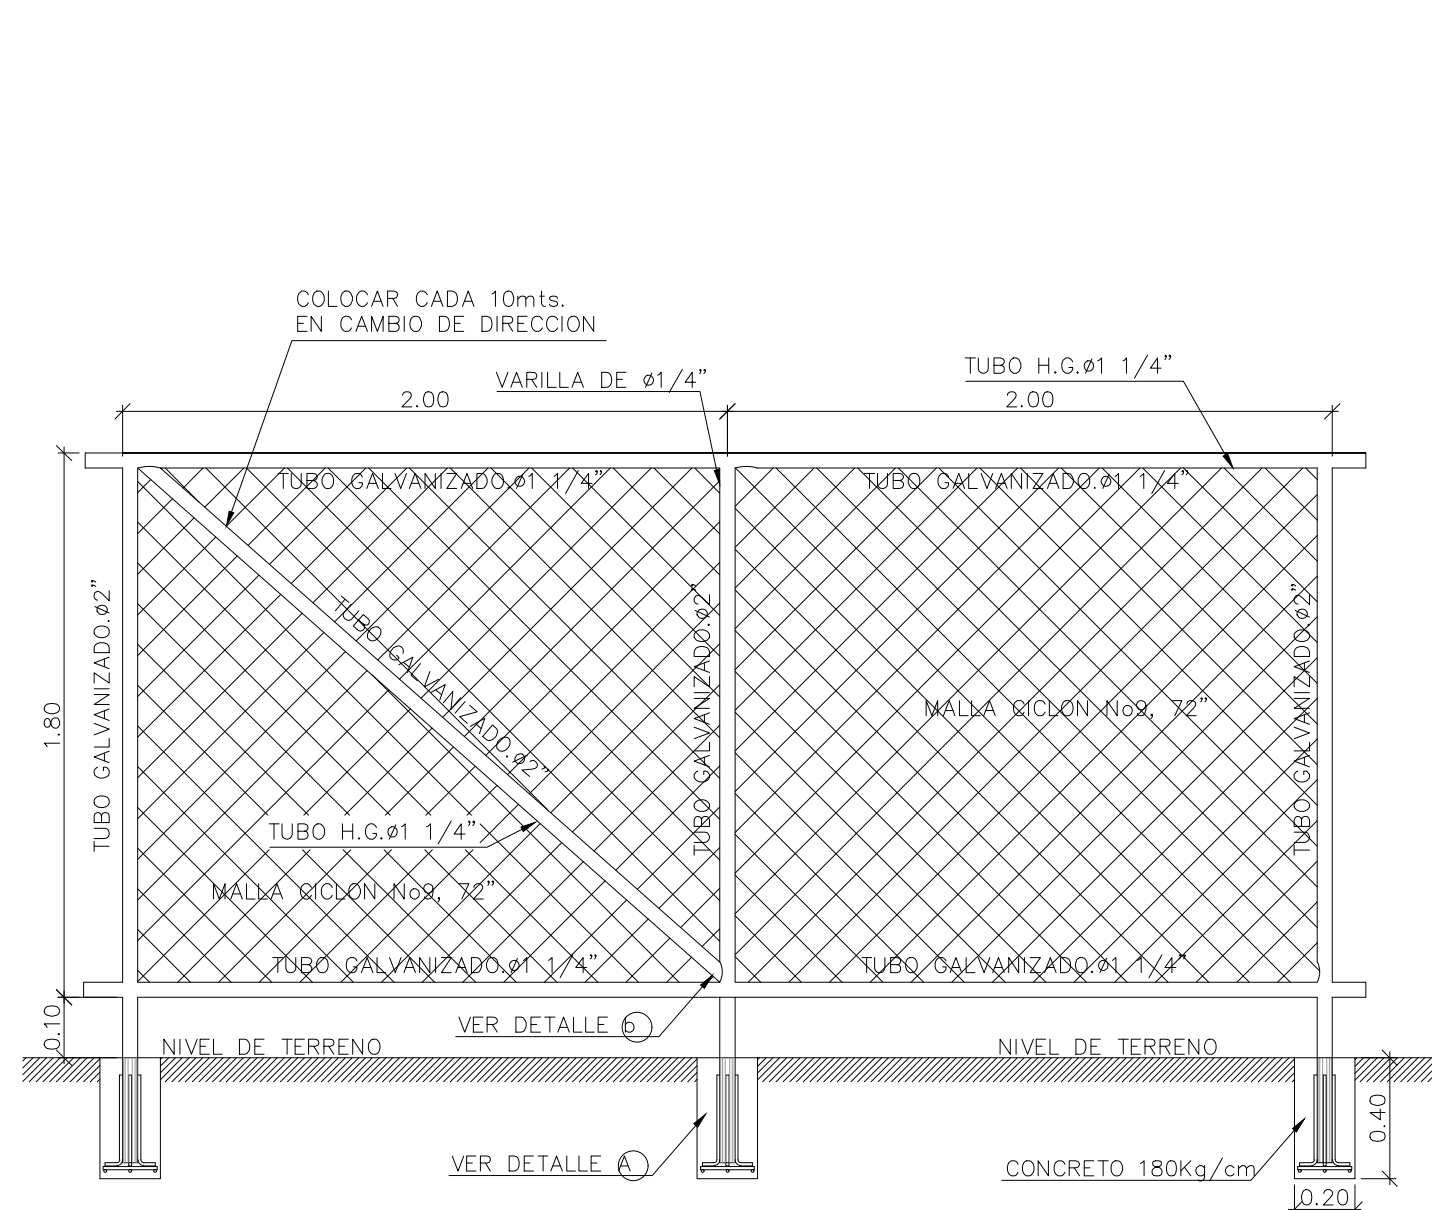 COLOCAR CADA 10mts.
EN CAMBIO DE DIRECCION
TUBO H.G.ø1 1/4"
VARILLA DE ø1/4"
2.00
2.00
TUBO GALVANIZADO.ø1 1/4"
TUBO GALVANIZADO.ø1 1/4"
1.80
TUBO GALVANIZADO.ø2"
TUBO GALVANIZADO.ø2"
TUBO GALVANIZADO.ø2"
TUBO GALVANIZADO.ø2"
MALLA CICLON No9, 72"
TUBO H.G.ø1 1/4"
MALLA CICLON No9, 72"
TUBO GALVANIZADO.ø1 1/4"
TUBO GALVANIZADO.ø1 1/4"
0.10
VER DETALLE b
NIVEL DE TERRENO
NIVEL DE TERRENO
0.40
VER DETALLE A
CONCRETO 180Kg/cm
0.20